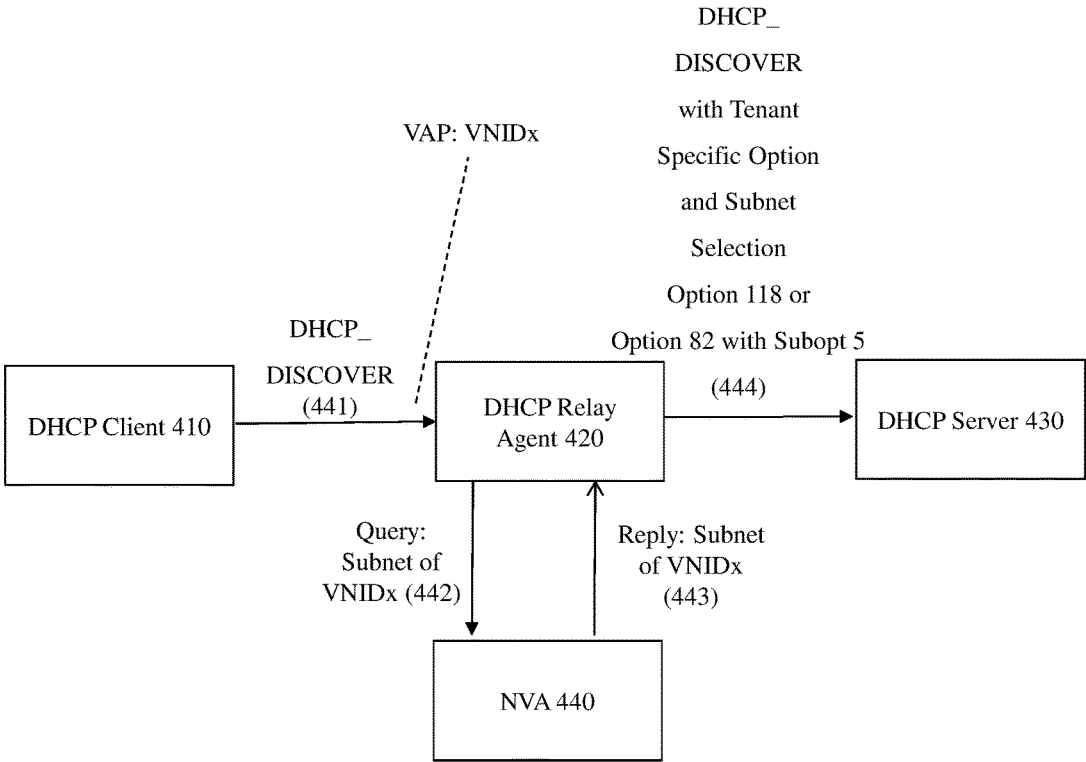 DHCP_
DISCOVER
with Tenant
Specific Option
and Subnet
Selection
Option 118 or
Option 82 with Subopt 5
(444)
VAP: VNIDx
DHCP_
DISCOVER
(441)
DHCP Client 410
DHCP Relay
Agent 420
DHCP Server 430
Query:
Subnet of
VNIDx (442)
Reply: Subnet
of VNIDx
(443)
NVA 440